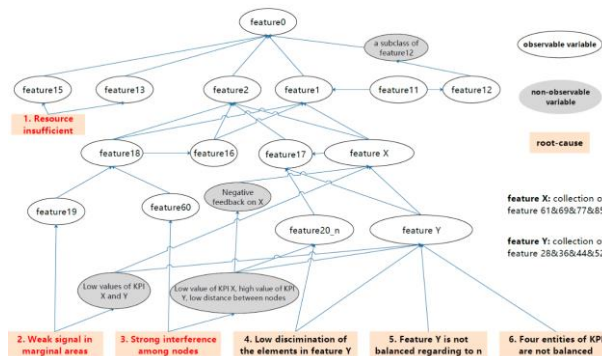 feature0
a subclass of
feature12
observable variable
feature15
feature13
feature2
feature1
feature11
feature12
non-observable
variable
1. Resource
insufficient
root-cause
feature18
feature16
feature17
feature X
Negative
feedback on X
feature X: collection o
feature 61&69&77&85
feature19
feature60
feature20_n
feature Y
feature Y: collection o
feature 28&36&44&52
Low values of KPI
X and Y
Low value of KPI X, high value of KPI
Y, low distance between nodes
2. Weak signal in
marginal areas
3. Strong interference
among nodes
4. Low discimination of
the elements in feature Y
5. Feature Y is not
balanced regarding to n
6. Four entities of KPI
are not balanced